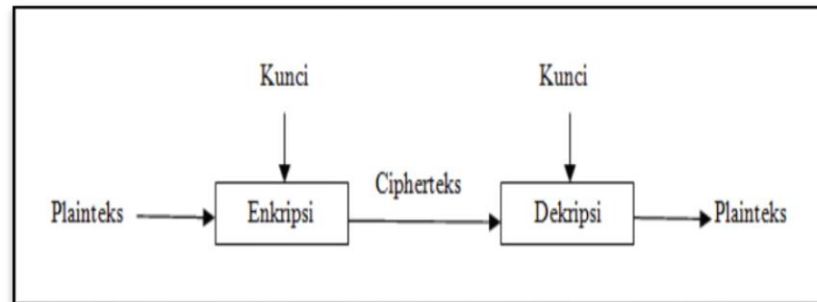 Kunci
Kunci
Cipherteks
Plainteks
Enkripsi
Dekripsi
Plainteks